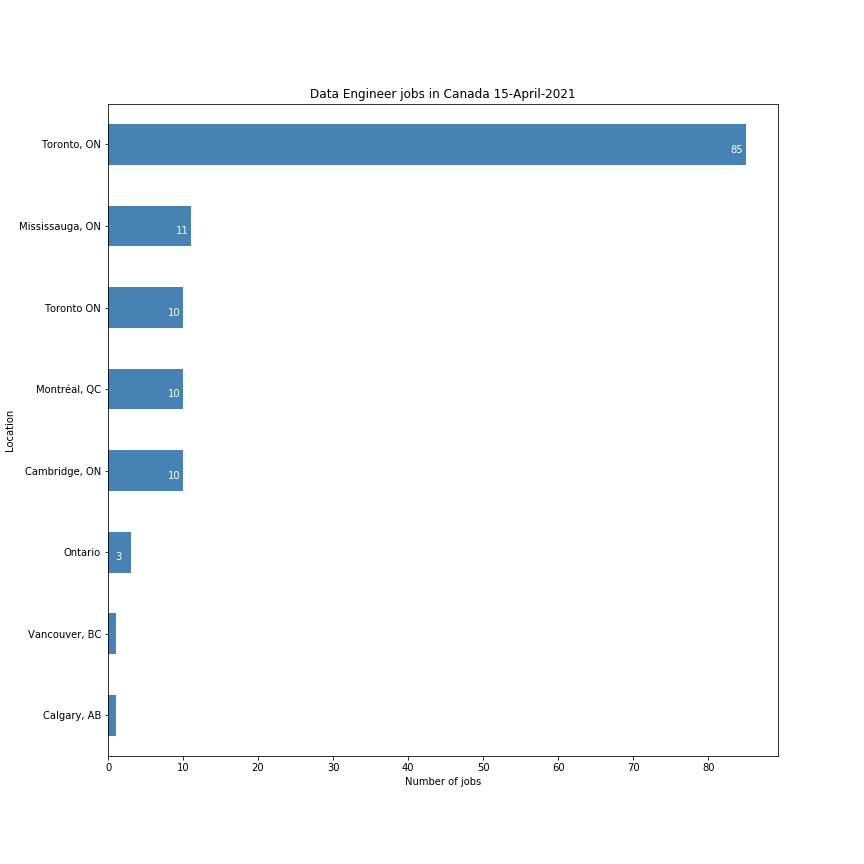 Data Engineer jobs in Canada 15-April-2021
Toronto, ON
85
Mississauga, ON
11
Toronto ON
10
Montréal, QC
10
Cambridge, ON
10
Ontario
3
Vancouver, BC
Calgary, AB
Location
0 10 20 30 40 50 60 70 80
Number of jobs